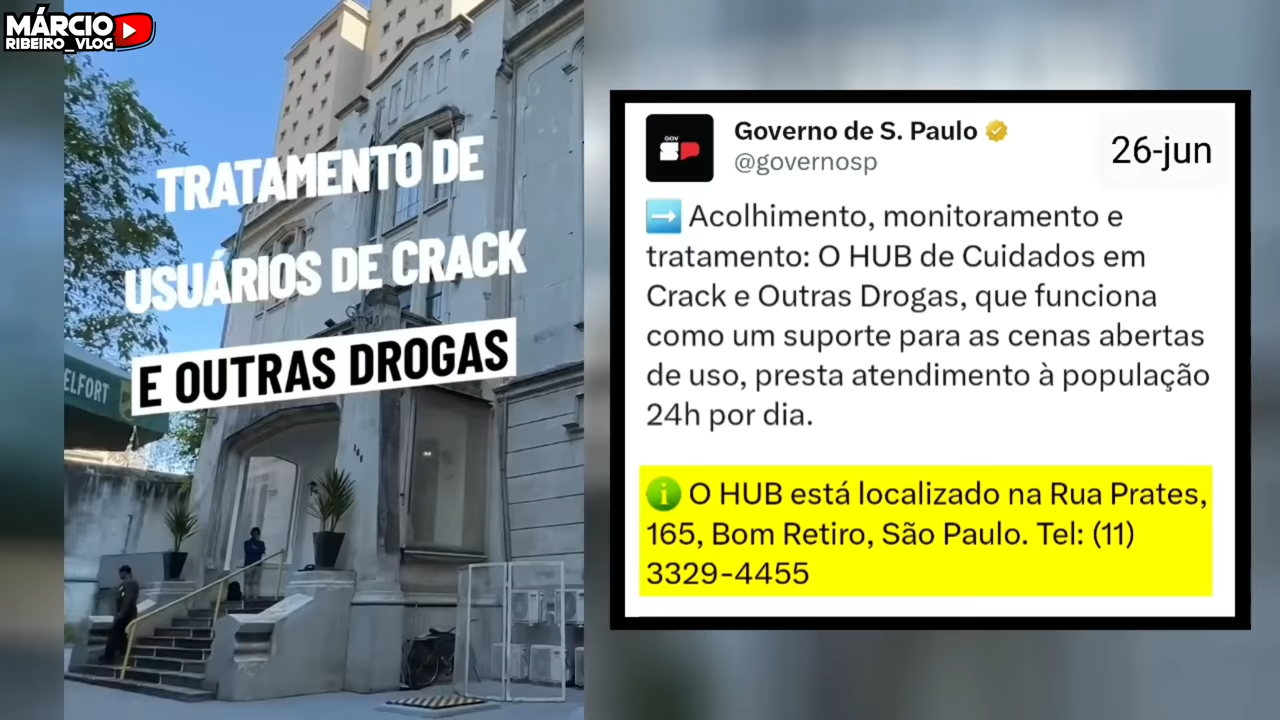 MÁRCIO
RIBEIRO_VLOG
TRATAMENTO DE
USUÁRIOS DE CRACK
E OUTRAS DROGAS
ELFORT
165
GOV
SP
Governo de S. Paulo
@governosp
26-jun
➡️ Acolhimento, monitoramento e
tratamento: O HUB de Cuidados em
Crack e Outras Drogas, que funciona
como um suporte para as cenas abertas
de uso, presta atendimento à população
24h por dia.
ℹ️ O HUB está localizado na Rua Prates,
165, Bom Retiro, São Paulo. Tel: (11)
3329-4455